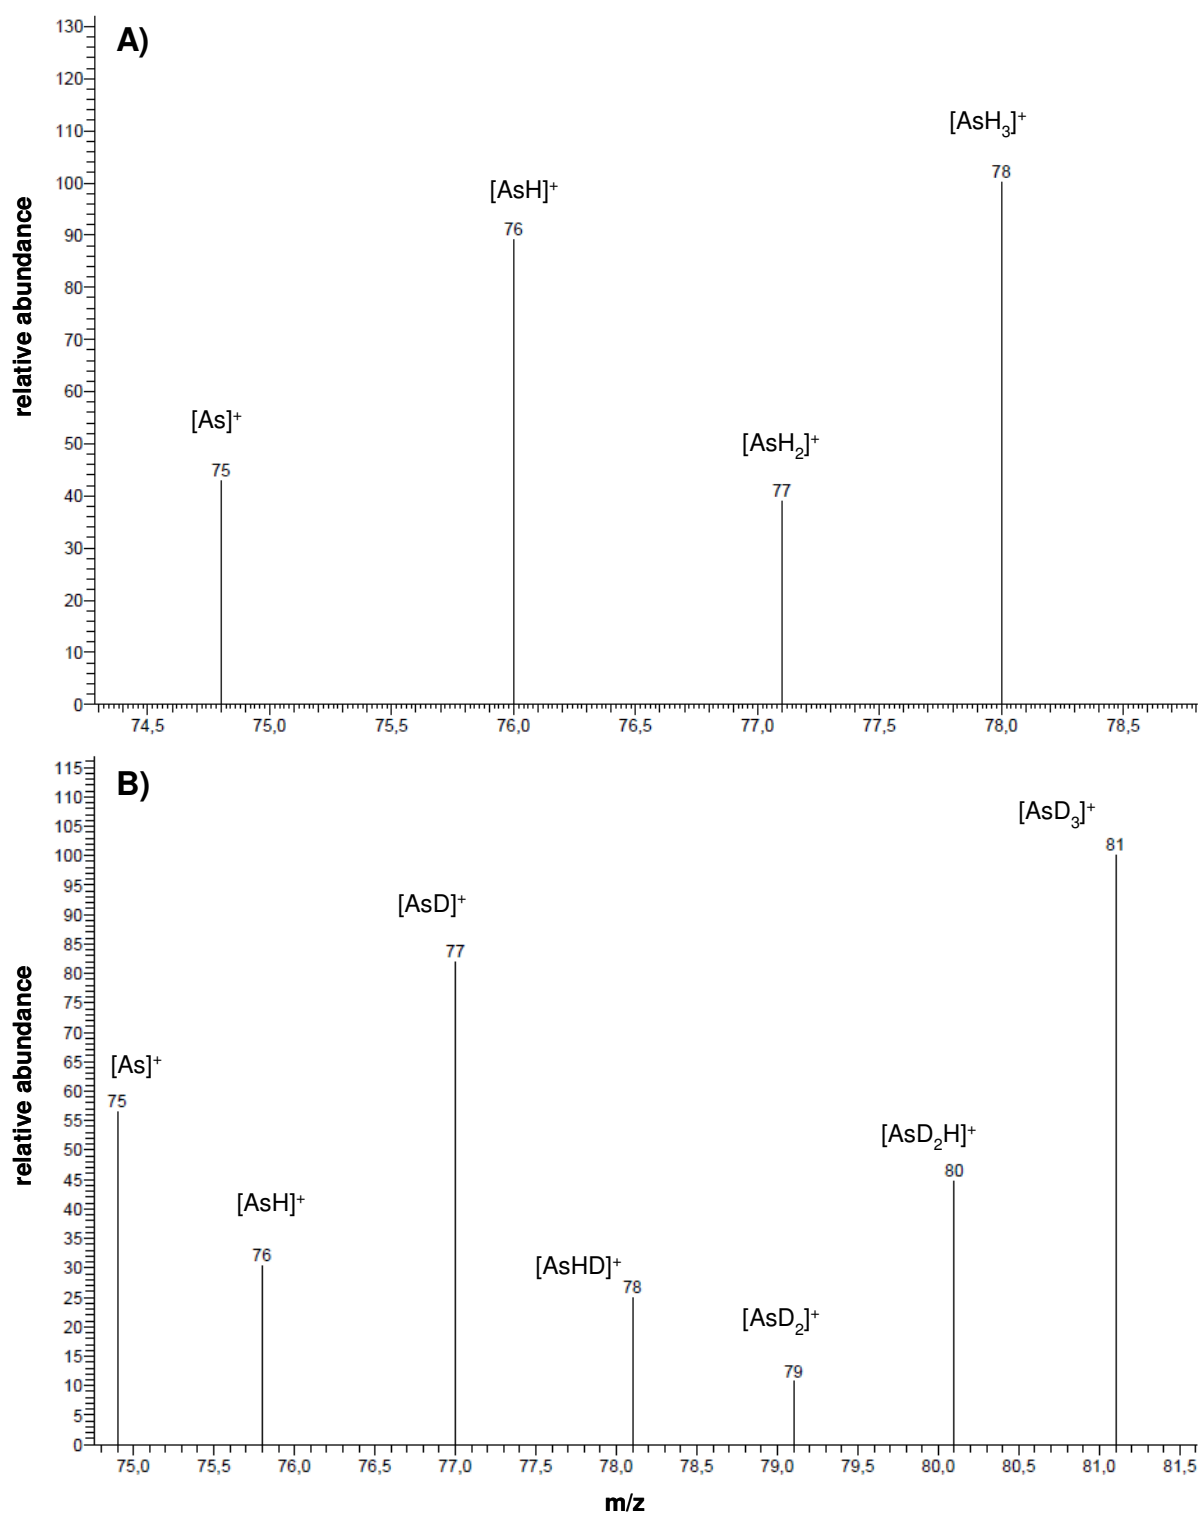 A)
relative abundance
130
120
110
100
90
80
70
60
50
40
30
20
10
0
[As]⁺
75
[AsH]⁺
76
[AsH₂]⁺
77
[AsH₃]⁺
78
74,5 75,0 75,5 76,0 76,5 77,0 77,5 78,0 78,5
B)
relative abundance
115
110
105
100
95
90
85
80
75
70
65
60
55
50
45
40
35
30
25
20
15
10
5
0
[As]⁺
75
[AsH]⁺
76
[AsD]⁺
77
[AsHD]⁺
78
[AsD₂]⁺
79
[AsD₂H]⁺
80
[AsD₃]⁺
81
75,0 75,5 76,0 76,5 77,0 77,5 78,0 78,5 79,0 79,5 80,0 80,5 81,0 81,5
m/z